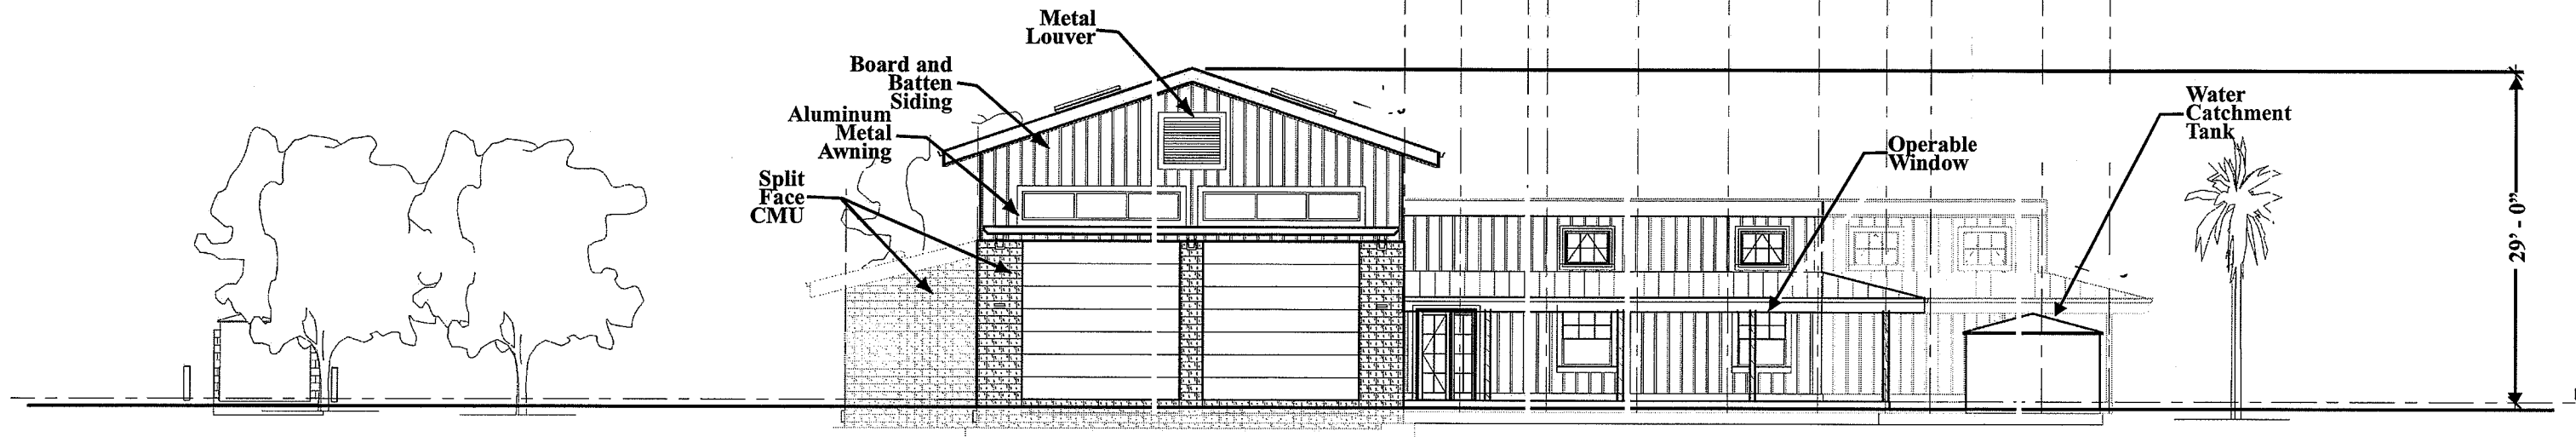 Metal
Louver
Board and
Batten
Siding
Aluminum
Metal
Awning
Split
Face
CMU
Operable
Window
Water
Catchment
Tank
29' - 0"